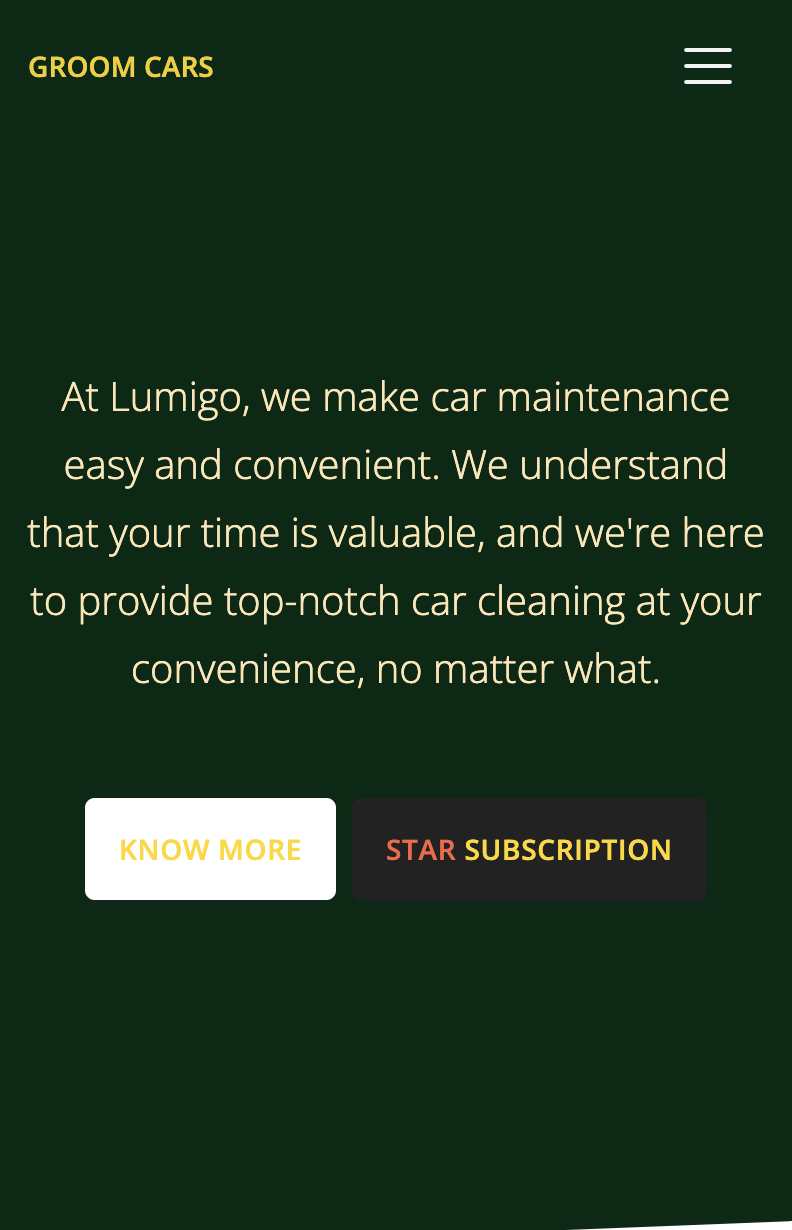 GROOM CARS
At Lumigo, we make car maintenance
easy and convenient. We understand
that your time is valuable, and we're here
to provide top-notch car cleaning at your
convenience, no matter what.
KNOW MORE
STAR SUBSCRIPTION